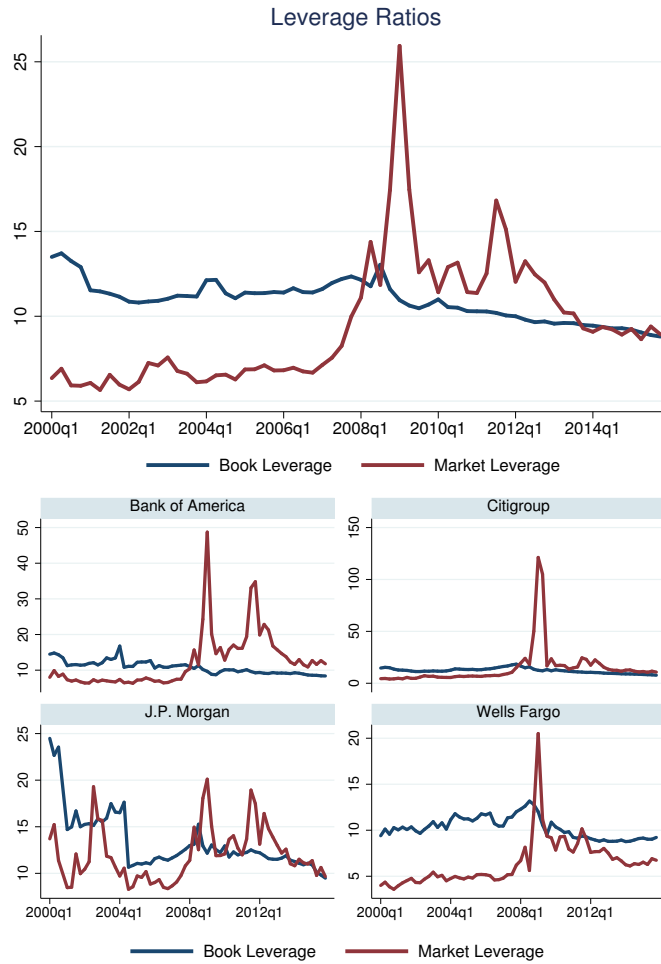 Leverage Ratios
25
20
15
10
5
2000q1 2002q1 2004q1 2006q1 2008q1 2010q1 2012q1 2014q1
Book Leverage Market Leverage
Bank of America
50
40
30
20
10
Citigroup
150
100
50
0
J.P. Morgan
25
20
15
10
2000q1 2004q1 2008q1 2012q1
Wells Fargo
20
15
10
5
2000q1 2004q1 2008q1 2012q1
Book Leverage Market Leverage